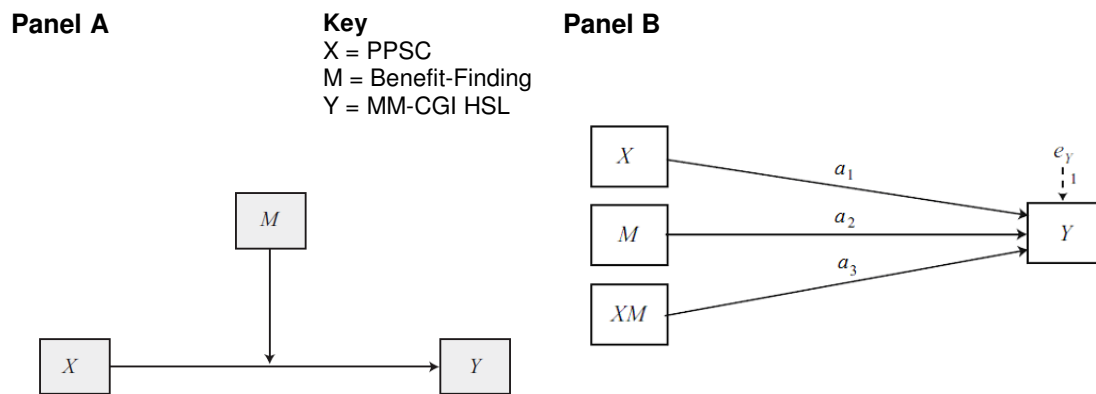 Panel A
Key
X = PPSC
M = Benefit-Finding
Y = MM-CGI HSL
M
X
Y
Panel B
X
M
XM
a1
a2
a3
eY
1
Y